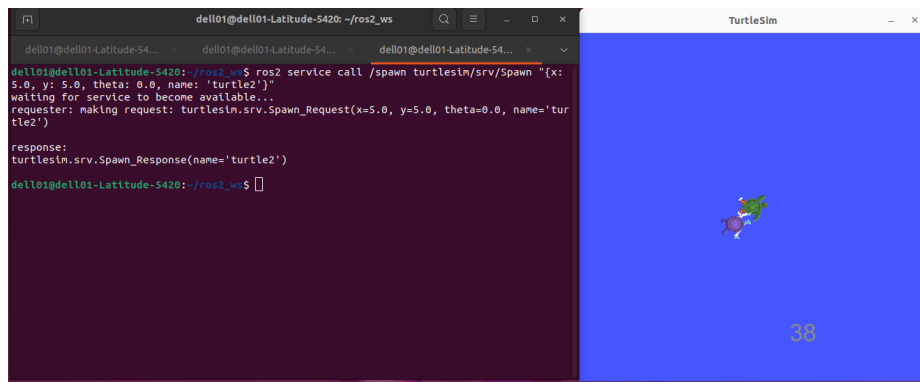 dell01@dell01-Latitude-5420: ~/ros2_ws
dell01@dell01-Latitude-54...
dell01@dell01-Latitude-54...
dell01@dell01-Latitude-54...
dell01@dell01-Latitude-5420:~/ros2_ws$ ros2 service call /spawn turtlesim/srv/Spawn "{x:
5.0, y: 5.0, theta: 0.0, name: 'turtle2'}"
waiting for service to become available...
requester: making request: turtlesim.srv.Spawn_Request(x=5.0, y=5.0, theta=0.0, name='tur
tle2')
response:
turtlesim.srv.Spawn_Response(name='turtle2')
dell01@dell01-Latitude-5420:~/ros2_ws$
TurtleSim
38